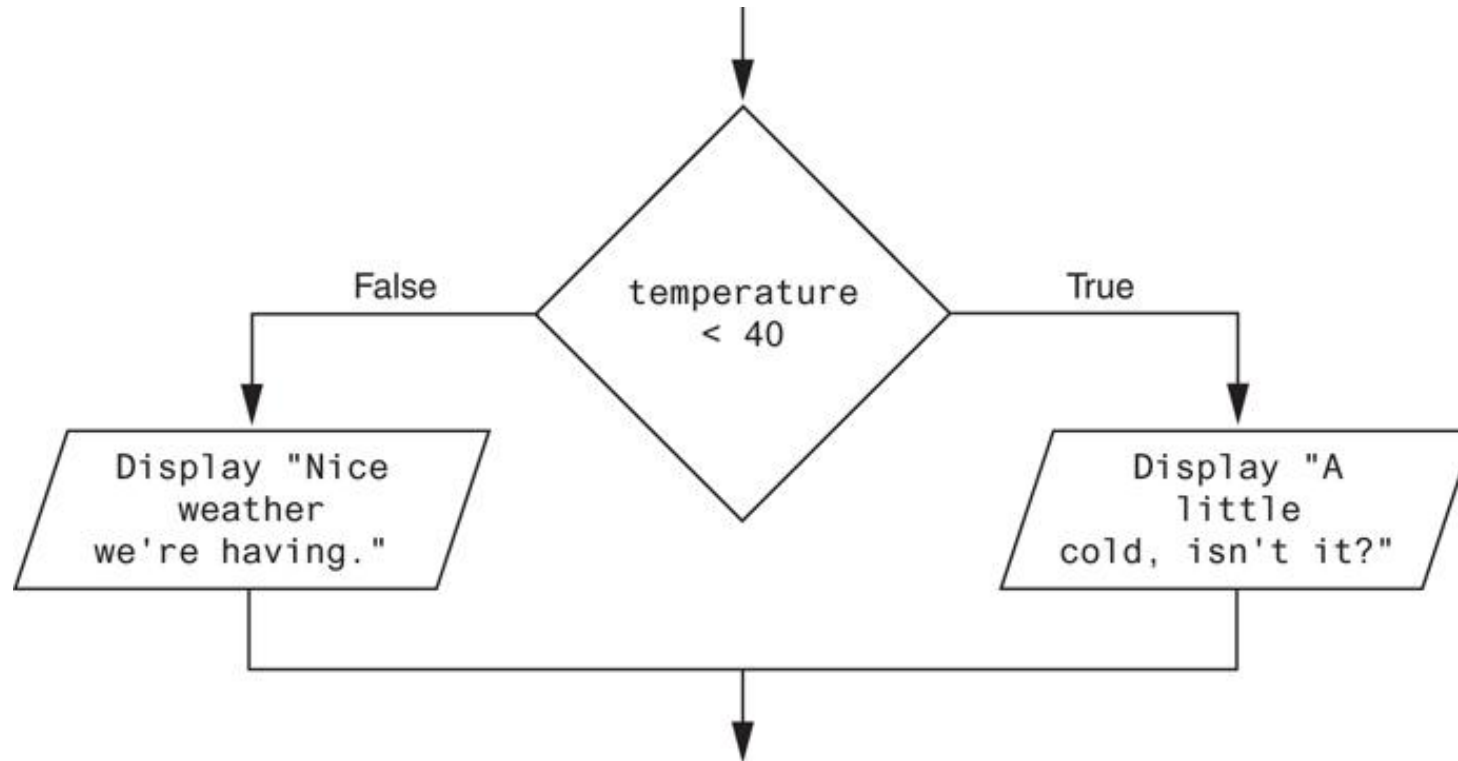 False
True
temperature
< 40
Display "Nice
weather
we're having."
Display "A
little
cold, isn't it?"